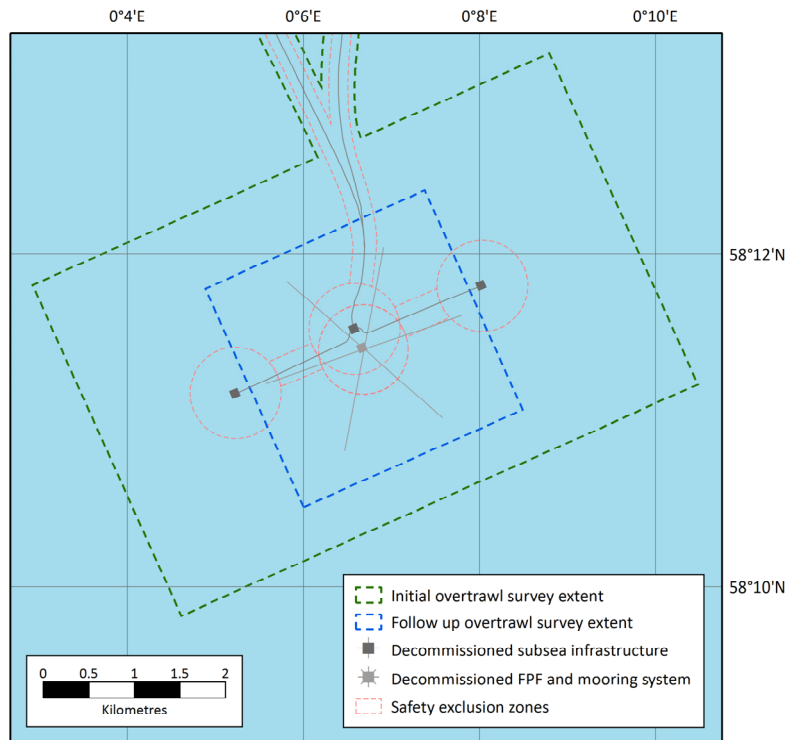 0°4'E 0°6'E 0°8'E 0°10'E
58°12'N
58°10'N
Initial overtrawl survey extent
Follow up overtrawl survey extent
Decommissioned subsea infrastructure
Decommissioned FPF and mooring system
Safety exclusion zones
0 0.5 1 1.5 2
Kilometres